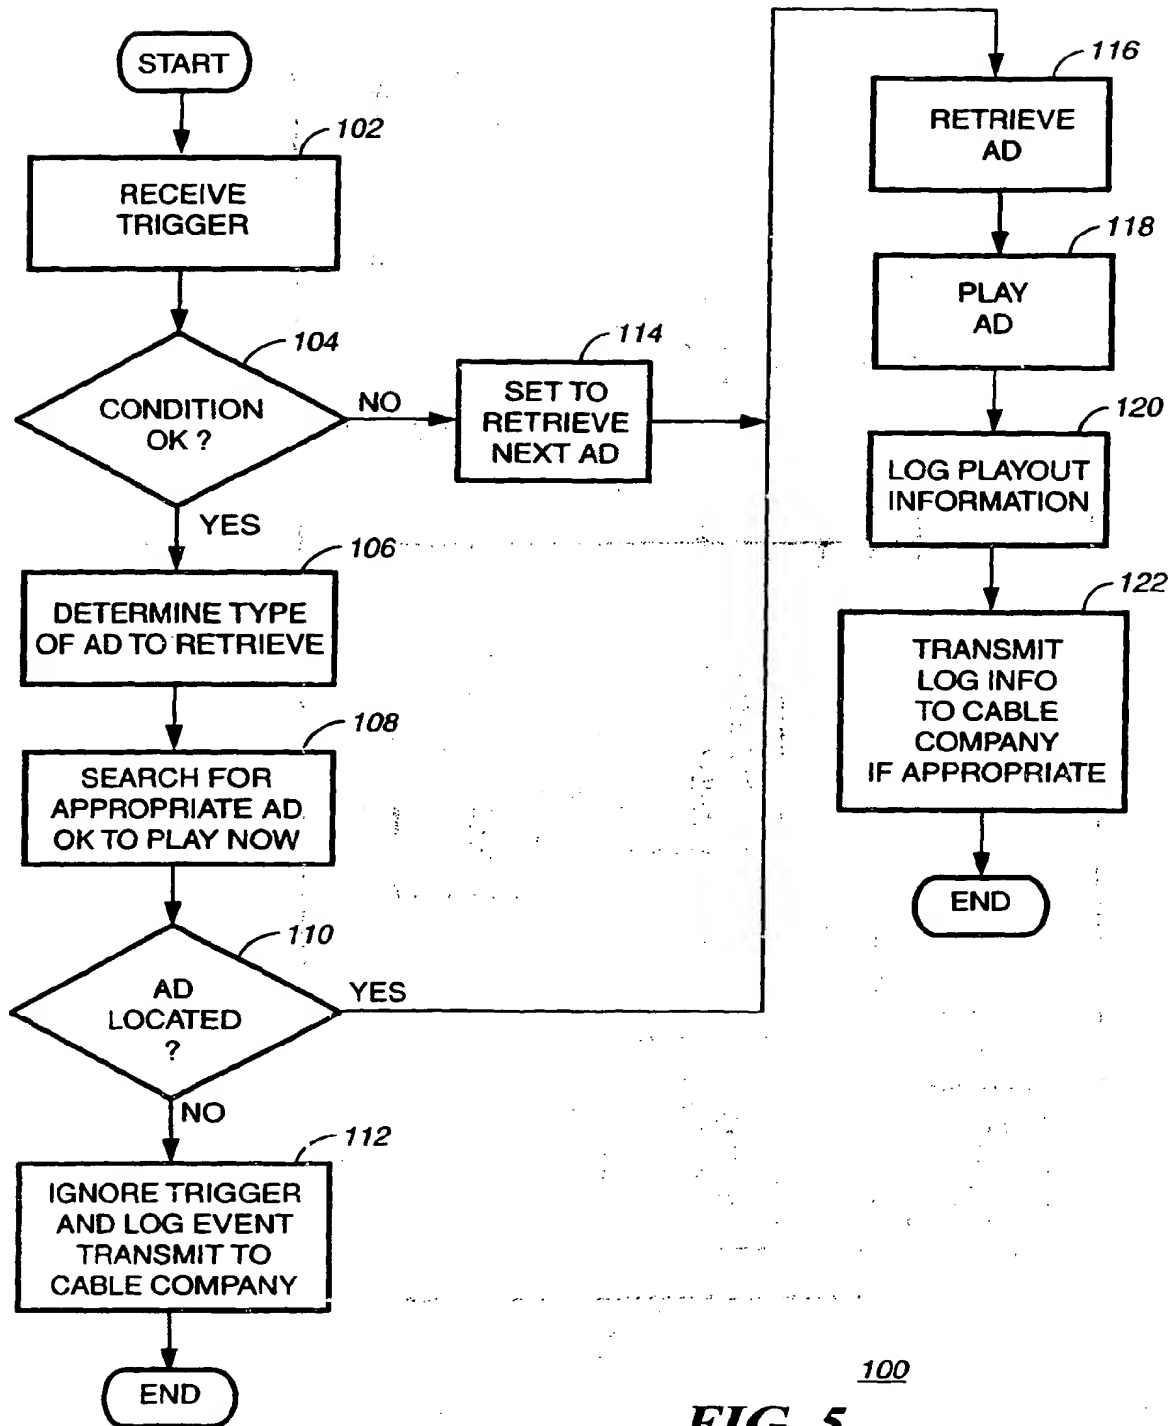 START
102
RECEIVE
TRIGGER
104
CONDITION
OK ?
NO
YES
114
SET TO
RETRIEVE
NEXT AD
106
DETERMINE TYPE
OF AD TO RETRIEVE
108
SEARCH FOR
APPROPRIATE AD
OK TO PLAY NOW
110
AD
LOCATED
?
YES
NO
112
IGNORE TRIGGER
AND LOG EVENT
TRANSMIT TO
CABLE COMPANY
END
116
RETRIEVE
AD
118
PLAY
AD
120
LOG PLAYOUT
INFORMATION
122
TRANSMIT
LOG INFO
TO CABLE
COMPANY
IF APPROPRIATE
END
100
FIG. 5